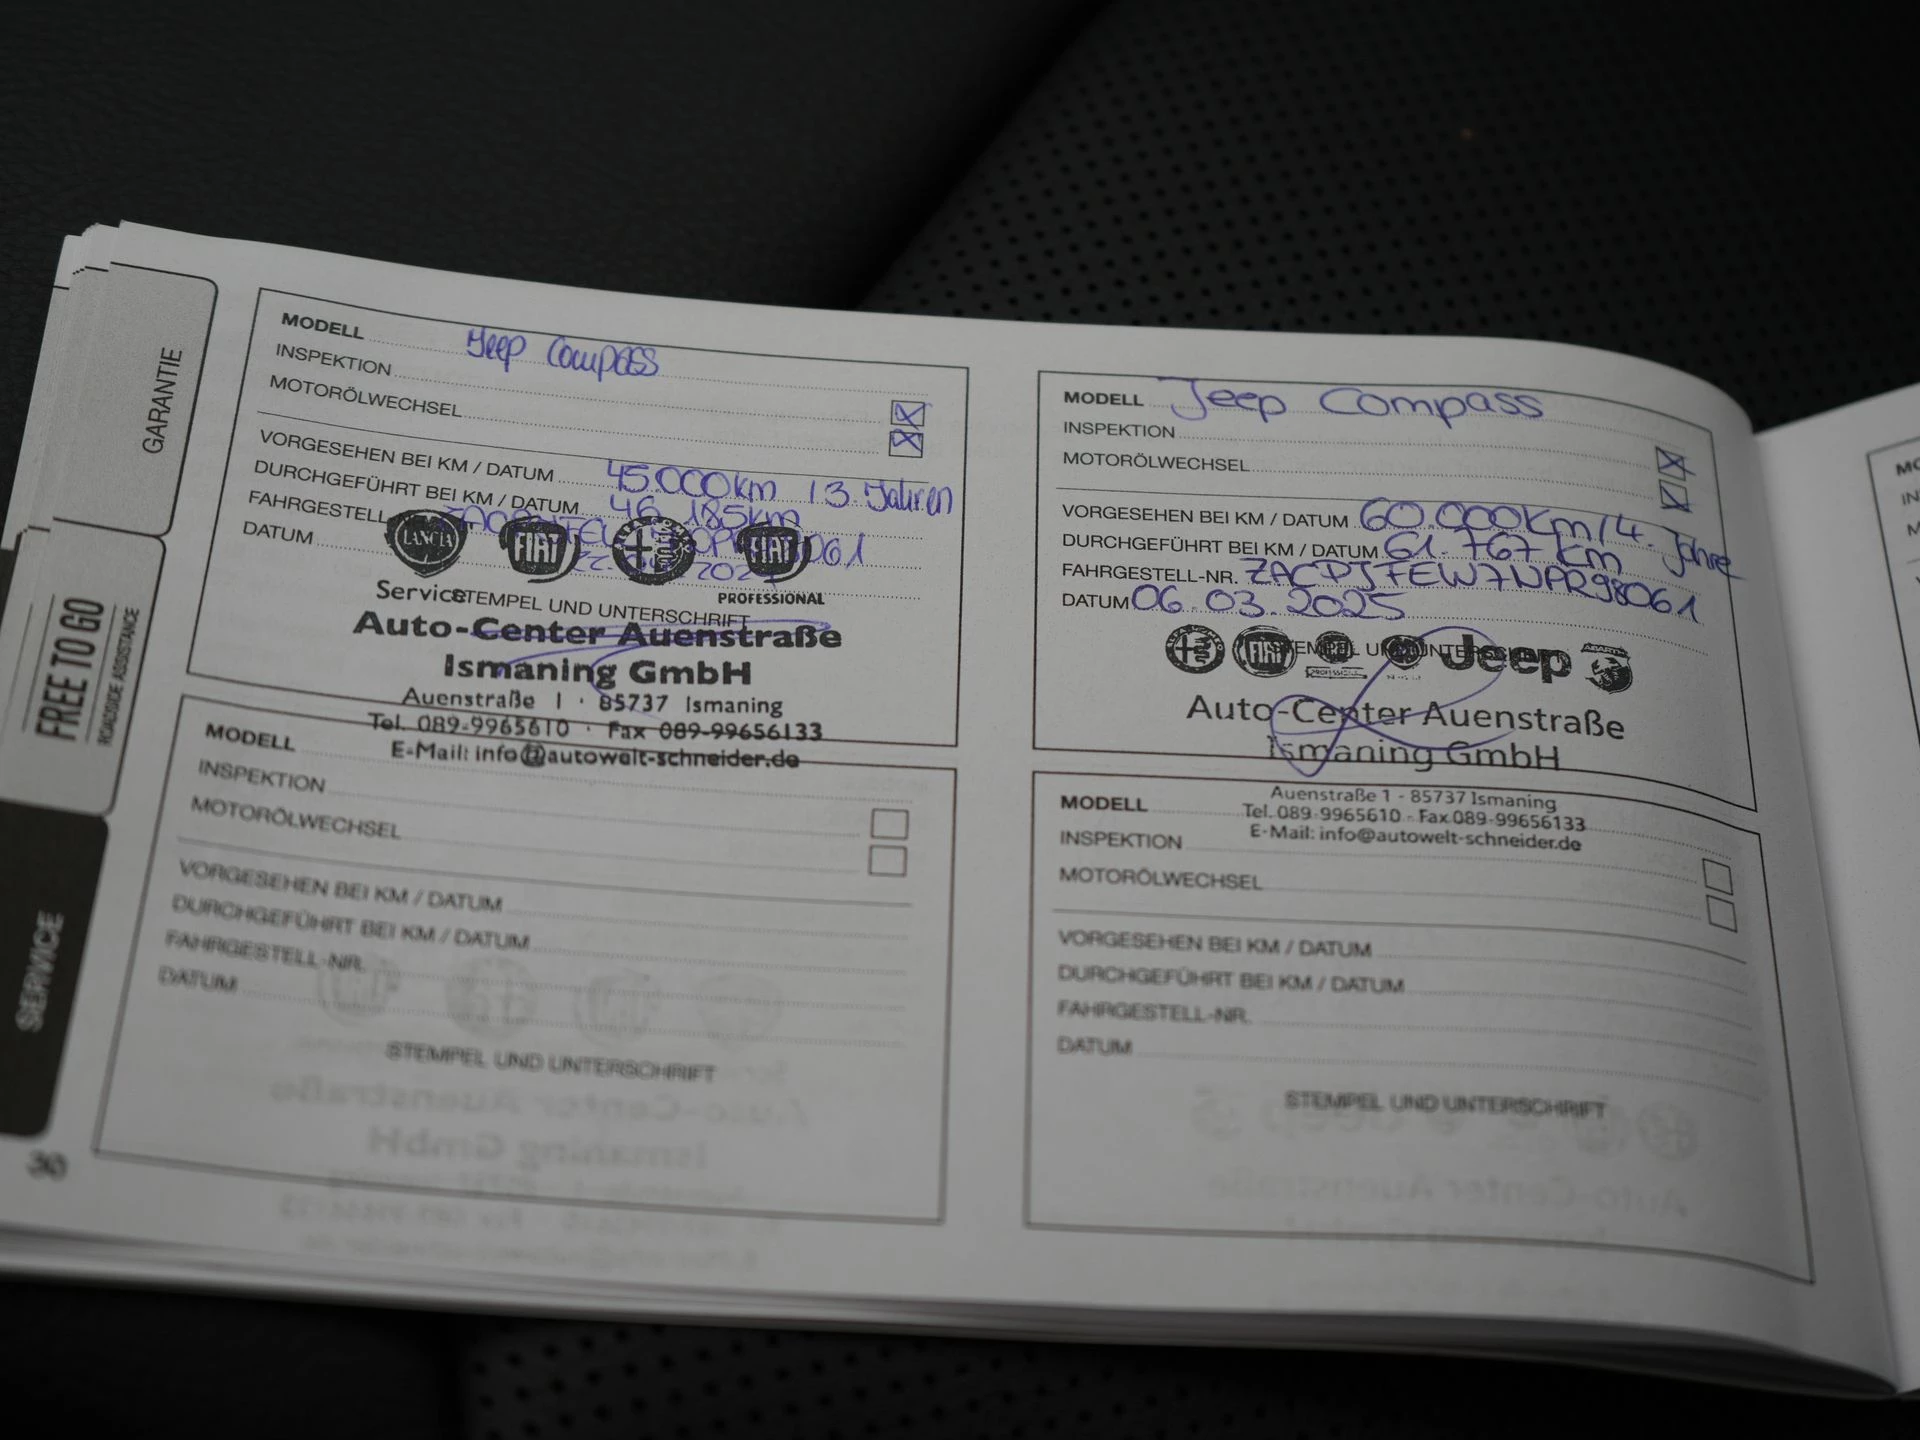 GARANTIE
FREE TO GO
ROADSIDE ASSISTANCE
SERVICE
30
MODELL Jeep Compass
INSPEKTION
MOTORÖLWECHSEL
VORGESEHEN BEI KM / DATUM 45.000km / 3. Jahren
DURCHGEFÜHRT BEI KM / DATUM 46.185km
FAHRGESTELL
DATUM
LANCIA FIAT FIAT
Service PROFESSIONAL
STEMPEL UND UNTERSCHRIFT
Auto-Center Auenstraße
Ismaning GmbH
Auenstraße 1 · 85737 Ismaning
Tel. 089-9965610 · Fax 089-99656133
E-Mail: info@autowelt-schneider.de
MODELL
INSPEKTION
MOTORÖLWECHSEL
VORGESEHEN BEI KM / DATUM
DURCHGEFÜHRT BEI KM / DATUM
FAHRGESTELL-NR.
DATUM
STEMPEL UND UNTERSCHRIFT
MODELL Jeep Compass
INSPEKTION
MOTORÖLWECHSEL
VORGESEHEN BEI KM / DATUM 60.000km/4. Jahre
DURCHGEFÜHRT BEI KM / DATUM 61.767 km
FAHRGESTELL-NR. ZACPJFEW7NPR98061
DATUM 06.03.2025
FIAT Jeep ABARTH
Auto-Center Auenstraße
Ismaning GmbH
Auenstraße 1 - 85737 Ismaning
Tel. 089-9965610 - Fax 089-99656133
E-Mail: info@autowelt-schneider.de
MODELL
INSPEKTION
MOTORÖLWECHSEL
VORGESEHEN BEI KM / DATUM
DURCHGEFÜHRT BEI KM / DATUM
FAHRGESTELL-NR.
DATUM
STEMPEL UND UNTERSCHRIFT